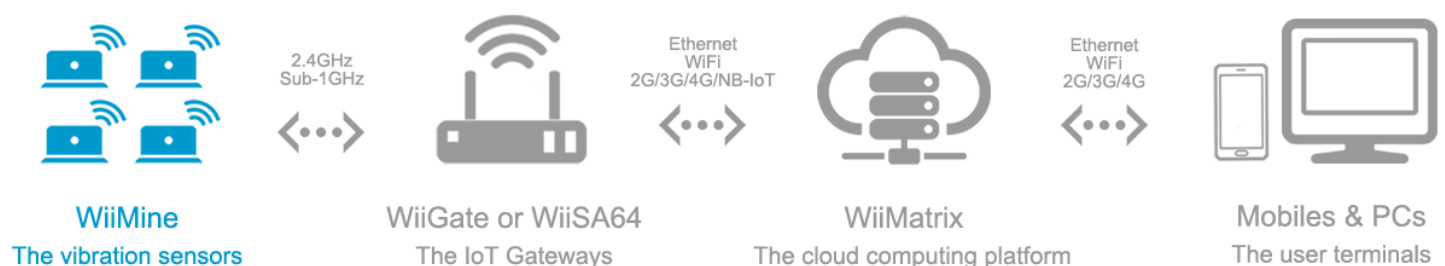 2.4GHz
Sub-1GHz
Ethernet
WiFi
2G/3G/4G/NB-IoT
Ethernet
WiFi
2G/3G/4G
WiiMine
The vibration sensors
WiiGate or WiiSA64
The IoT Gateways
WiiMatrix
The cloud computing platform
Mobiles & PCs
The user terminals